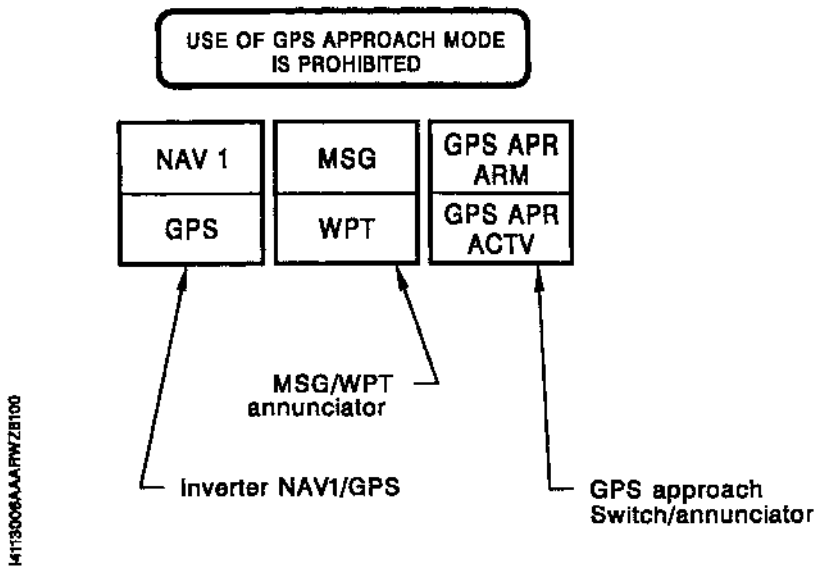 USE OF GPS APPROACH MODE
IS PROHIBITED
NAV 1
GPS
MSG
WPT
GPS APR
ARM
GPS APR
ACTV
MSG/WPT
annunciator
Inverter NAV1/GPS
GPS approach
Switch/annunciator
I4113006AAARWZ8100